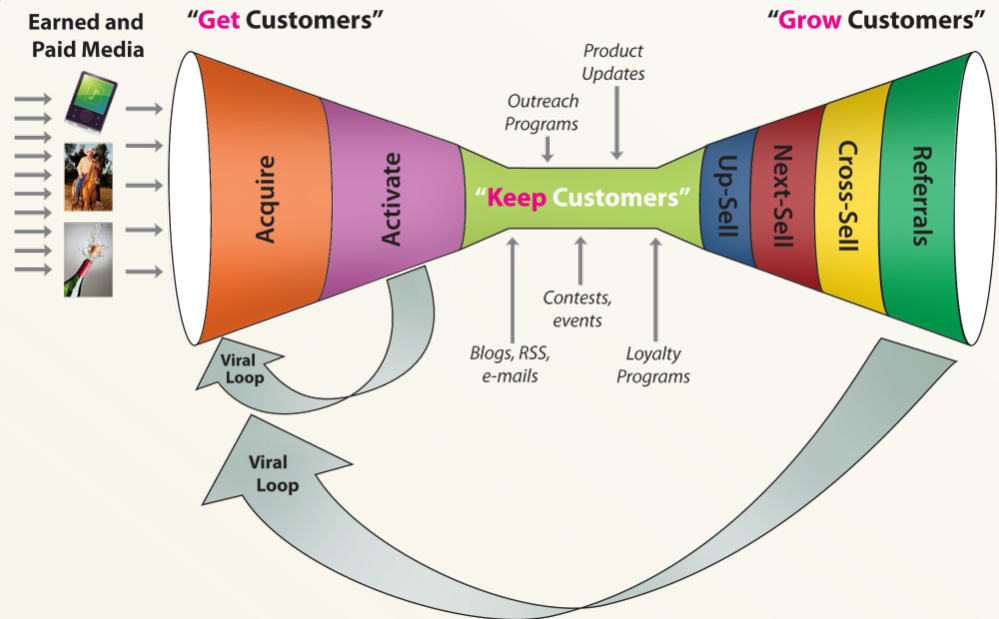 Earned and
Paid Media
"Get Customers"
"Grow Customers"
Product
Updates
Outreach
Programs
Acquire
Activate
"Keep Customers"
Up-Sell
Next-Sell
Cross-Sell
Referrals
Contests,
events
Blogs, RSS,
e-mails
Loyalty
Programs
Viral
Loop
Viral
Loop